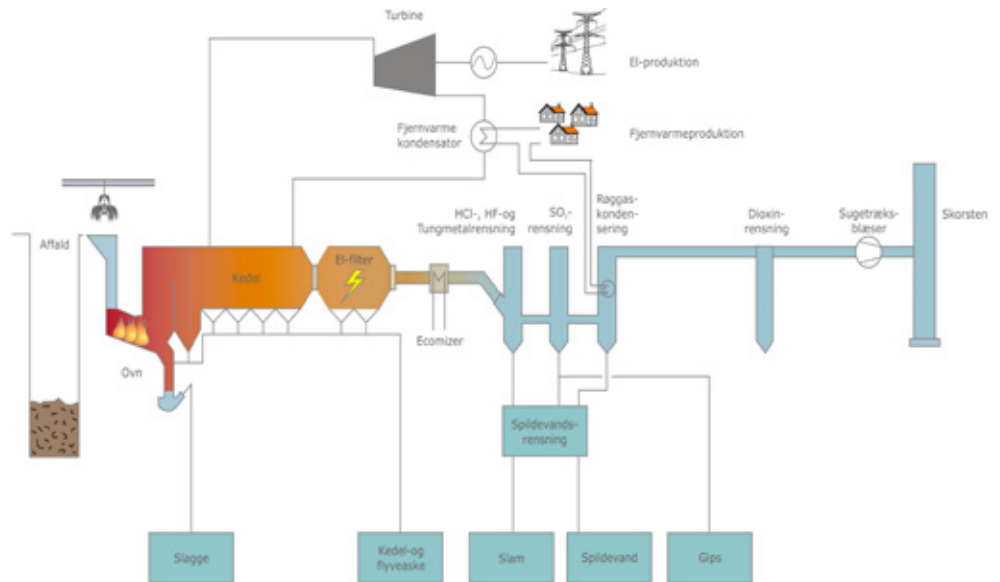 Turbine
El-produktion
Fjernvarme
kondensator
Fjernvarmeproduktion
HCl-, HF-og
Tungmetalrensning
SO₂-
rensning
Røggas-
konden-
sering
Dioxin-
rensning
Sugetræks-
blæser
Skorsten
Affald
Kedel
El-filter
Ecomizer
Ovn
Spildevands-
rensning
Slagge
Kedel-og
flyveaske
Slam
Spildevand
Gips